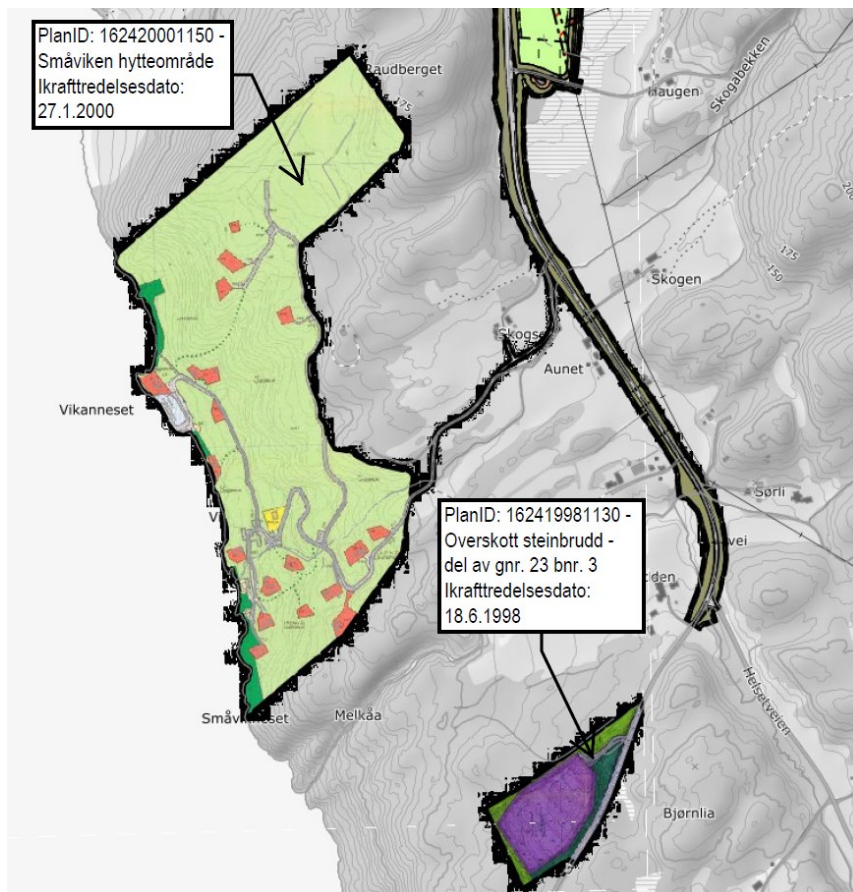 PlanID: 162420001150 -
Småviken hytteområde
Ikrafttredelsesdato:
27.1.2000
Raudberget
175
Haugen
Skogabekken
200
175
150
Skogen
Aunet
Vikanneset
Sørli
PlanID: 162419981130 -
Overskott steinbrudd -
del av gnr. 23 bnr. 3
Ikrafttredelsesdato:
18.6.1998
Melkåa
Helsetveien
Bjørnlia